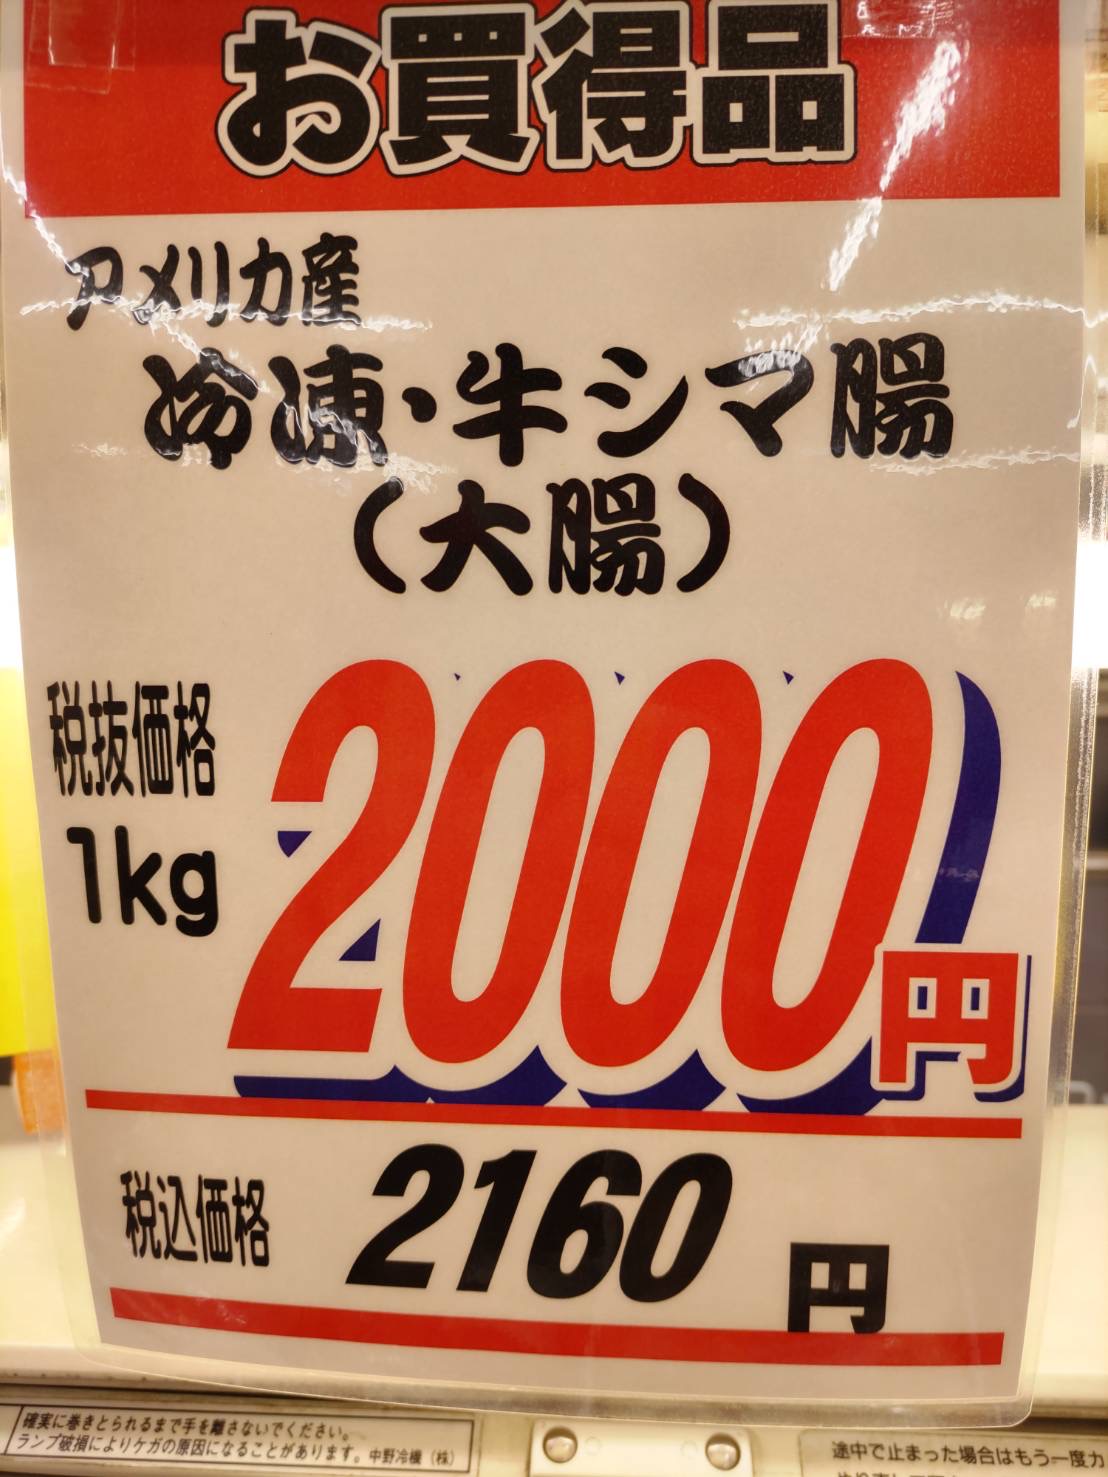 お買得品
アメリカ産
冷凍・牛シマ腸
(大腸)
税抜価格
1kg
2000円
税込価格 2160円
確実に巻きとられるまで手を離さないでください。
ランプ破損によりケガの原因になることがあります。中野冷機(株)
途中で止まった場合はもう一度カ